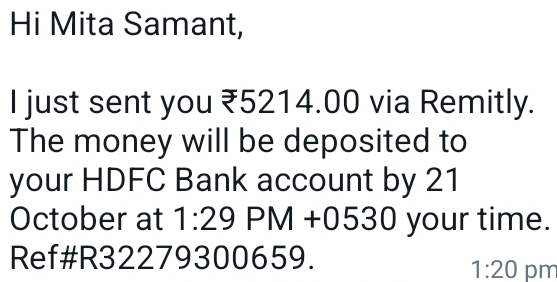 Hi Mita Samant,
I just sent you ₹5214.00 via Remitly.
The money will be deposited to
your HDFC Bank account by 21
October at 1:29 PM +0530 your time.
Ref#R32279300659.
1:20 pm